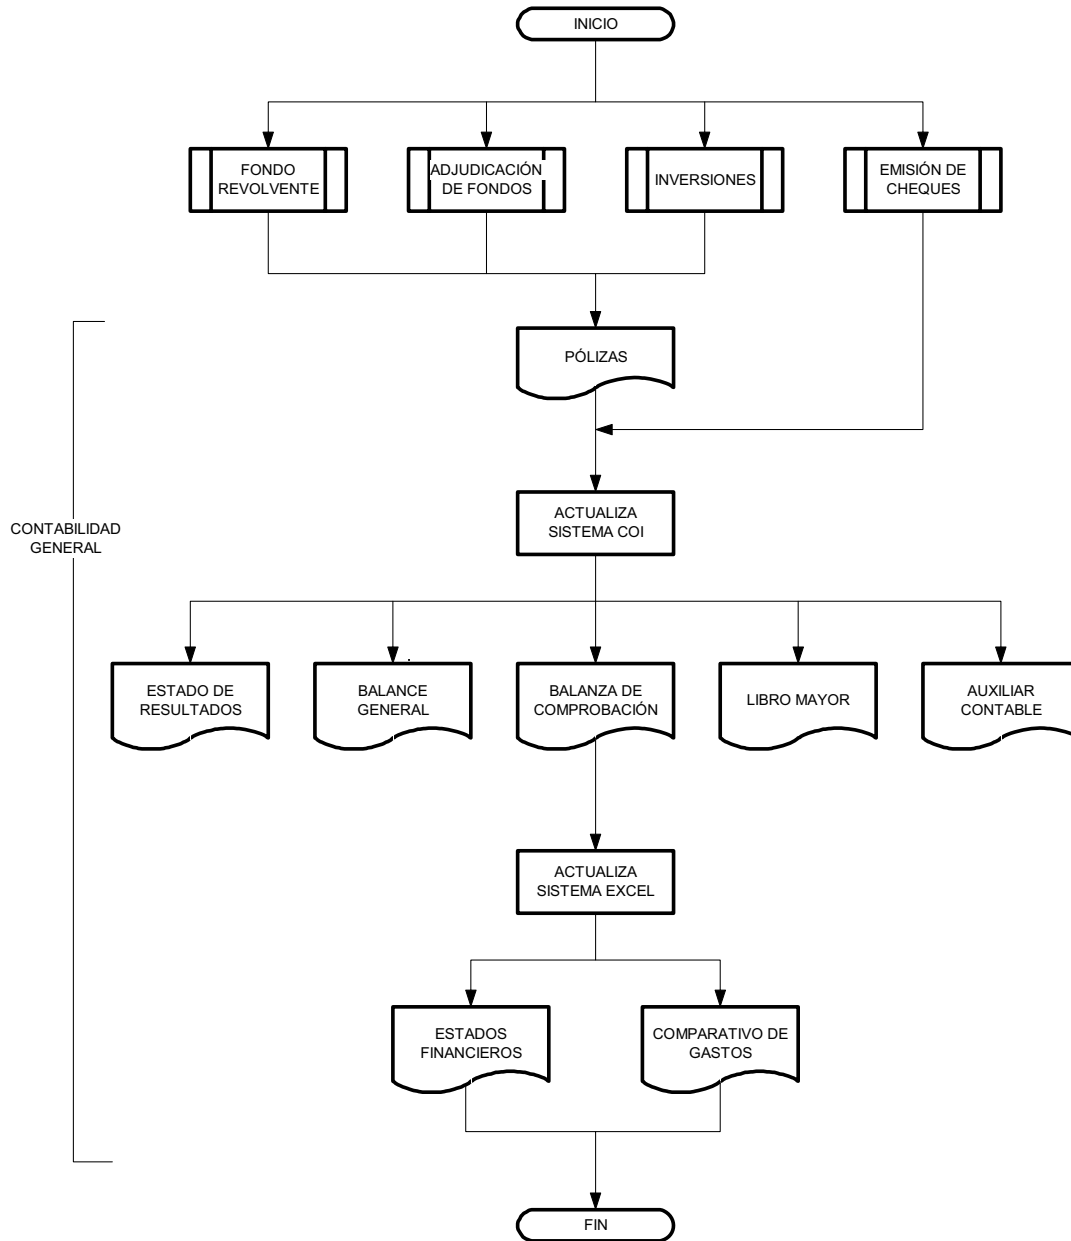 INICIO
FONDO
REVOLVENTE
ADJUDICACIÓN
DE FONDOS
INVERSIONES
EMISIÓN DE
CHEQUES
PÓLIZAS
CONTABILIDAD
GENERAL
ACTUALIZA
SISTEMA COI
ESTADO DE
RESULTADOS
BALANCE
GENERAL
BALANZA DE
COMPROBACIÓN
LIBRO MAYOR
AUXILIAR
CONTABLE
ACTUALIZA
SISTEMA EXCEL
ESTADOS
FINANCIEROS
COMPARATIVO DE
GASTOS
FIN